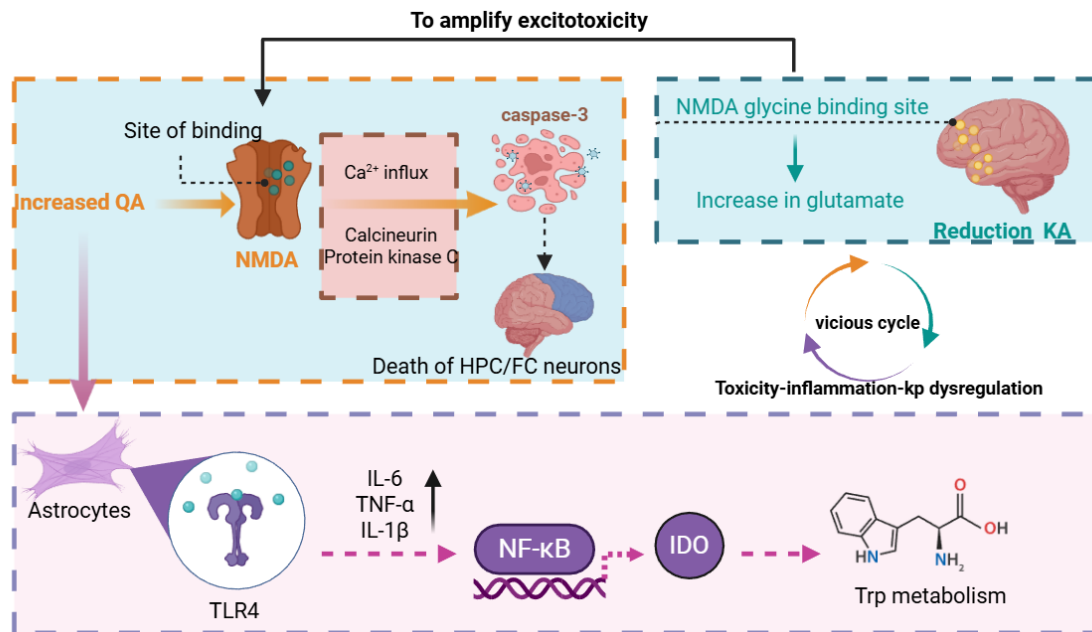 To amplify excitotoxicity
Site of binding
Increased QA
NMDA
Ca²⁺ influx
Calcineurin
Protein kinase C
caspase-3
Death of HPC/FC neurons
NMDA glycine binding site
Increase in glutamate
Reduction KA
vicious cycle
Toxicity-inflammation-kp dysregulation
Astrocytes
TLR4
IL-6
TNF-α
IL-1β
NF-κB
IDO
O
OH
NH₂
HN
Trp metabolism